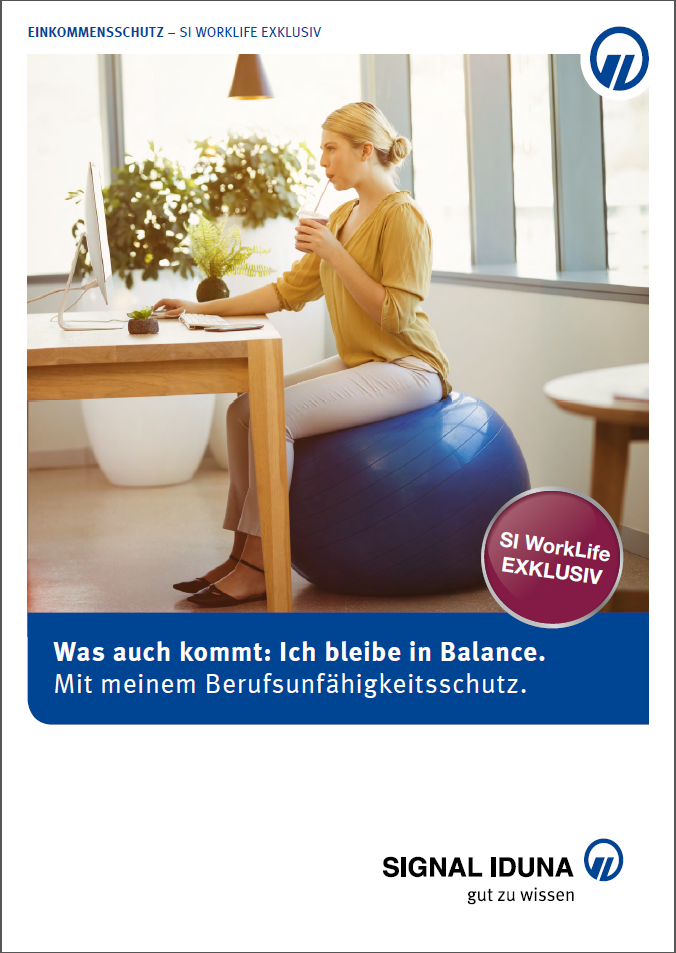 EINKOMMENSSCHUTZ – SI WORKLIFE EXKLUSIV
SI WorkLife
EXKLUSIV
Was auch kommt: Ich bleibe in Balance.
Mit meinem Berufsunfähigkeitsschutz.
SIGNAL IDUNA
gut zu wissen